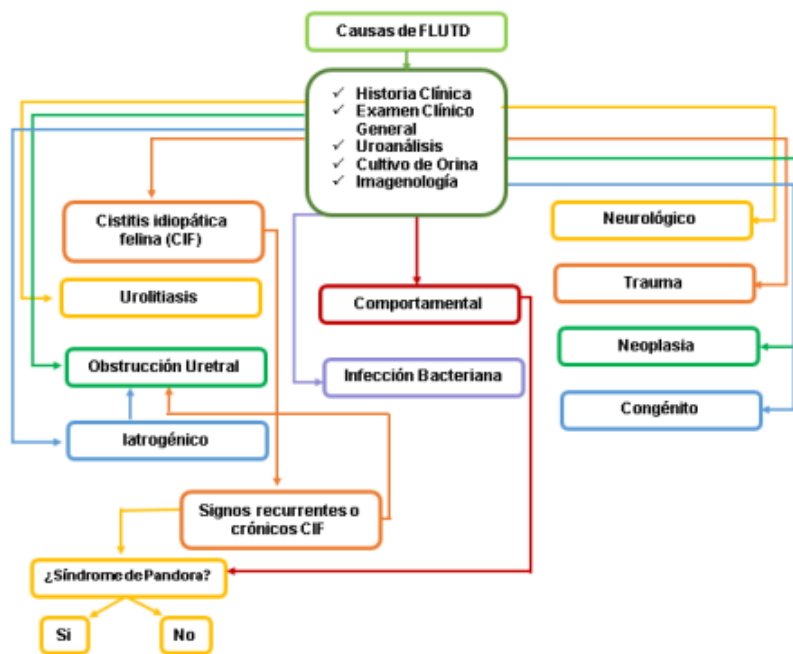 Causas de FLUTD
✓ Historia Clínica
✓ Examen Clínico
General
✓ Uroanálisis
✓ Cultivo de Orina
✓ Imagenología
Cistitis idiopática
felina (CIF)
Neurológico
Urolitiasis
Comportamental
Trauma
Obstrucción Uretral
Infección Bacteriana
Neoplasia
Iatrogénico
Congénito
Signos recurrentes o
crónicos CIF
¿Síndrome de Pandora?
Si
No